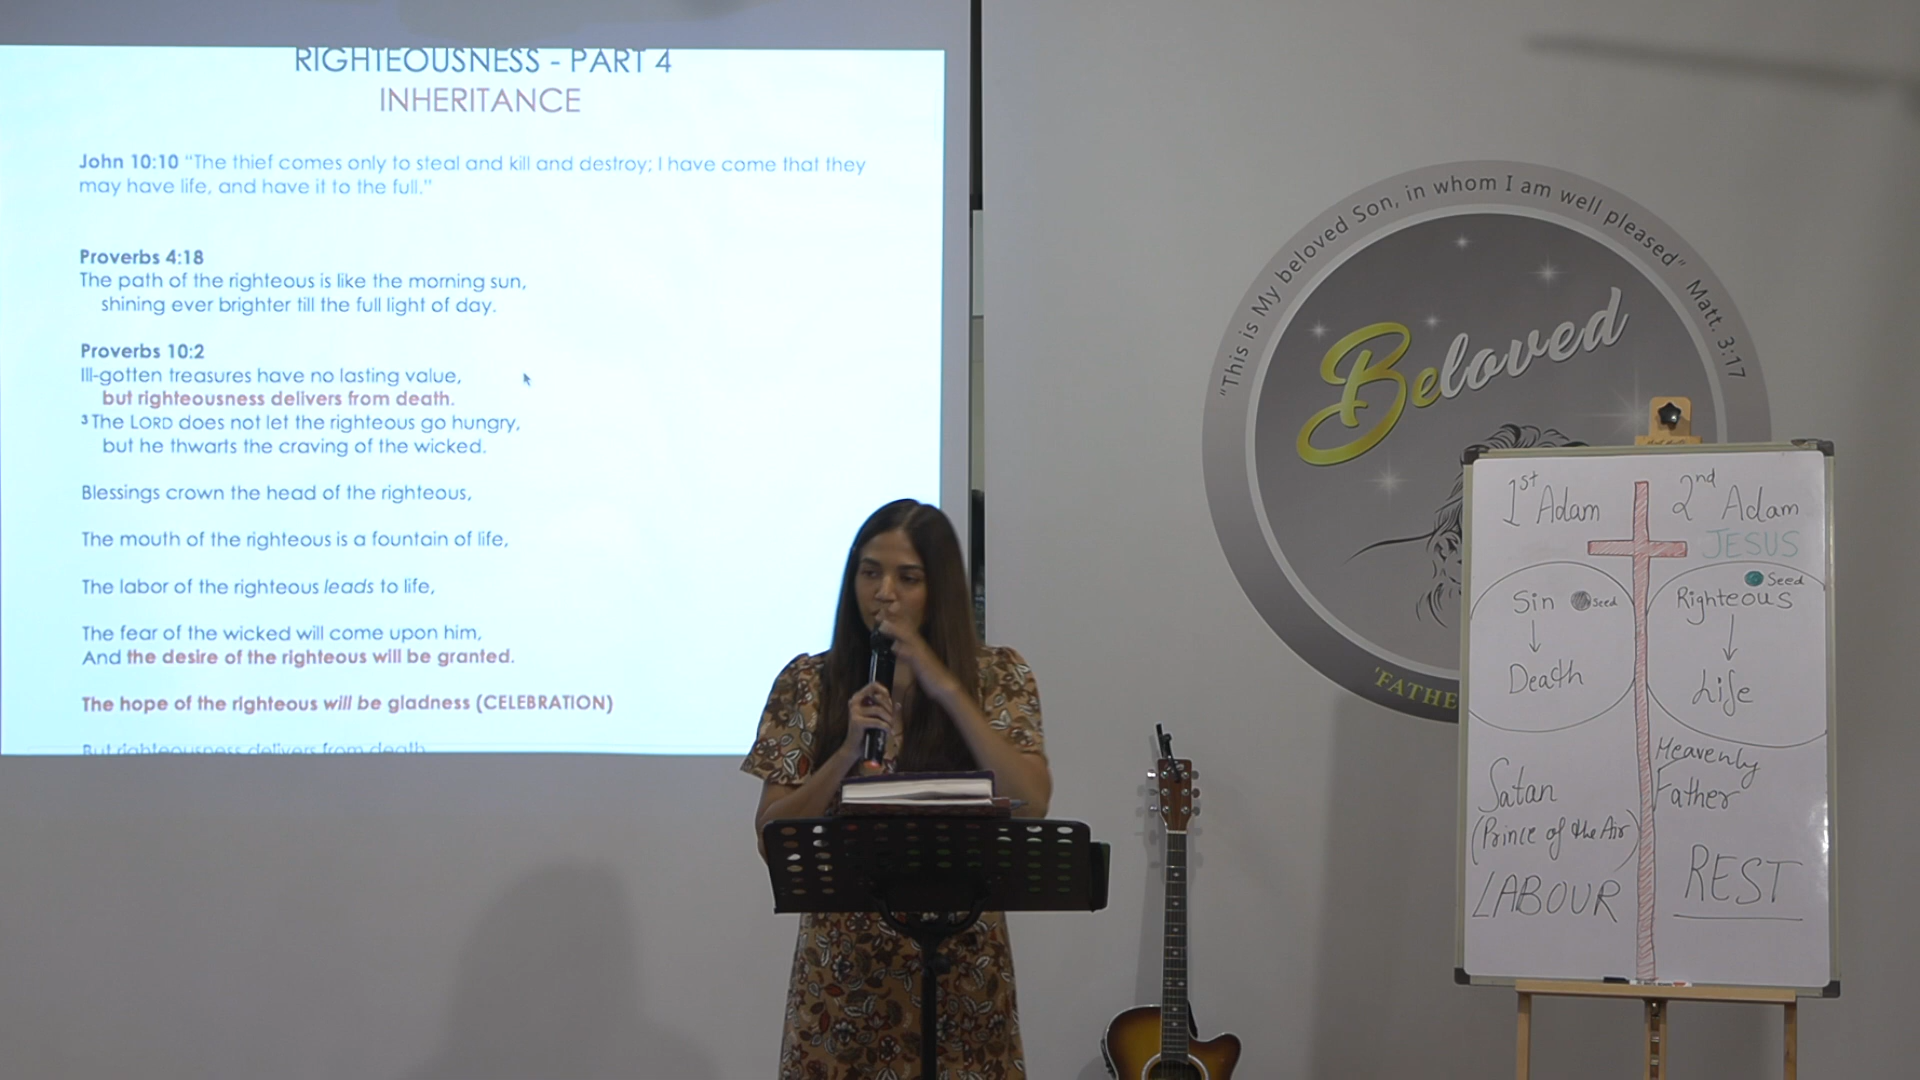 RIGHTEOUSNESS - PART 4
INHERITANCE
John 10:10 “The thief comes only to steal and kill and destroy; I have come that they
may have life, and have it to the full.”
Proverbs 4:18
The path of the righteous is like the morning sun,
shining ever brighter till the full light of day.
Proverbs 10:2
Ill-gotten treasures have no lasting value,
but righteousness delivers from death.
3 The LORD does not let the righteous go hungry,
but he thwarts the craving of the wicked.
Blessings crown the head of the righteous,
The mouth of the righteous is a fountain of life,
The labor of the righteous leads to life,
The fear of the wicked will come upon him,
And the desire of the righteous will be granted.
The hope of the righteous will be gladness (CELEBRATION)
But righteousness delivers from death
"This is My beloved Son, in whom I am well pleased" Matt. 3:17
Beloved
'FATHE
1st Adam
2nd Adam
JESUS
Sin Seed
Death
Seed
Righteous
Life
Satan
(Prince of the Air)
LABOUR
Heavenly
Father
REST